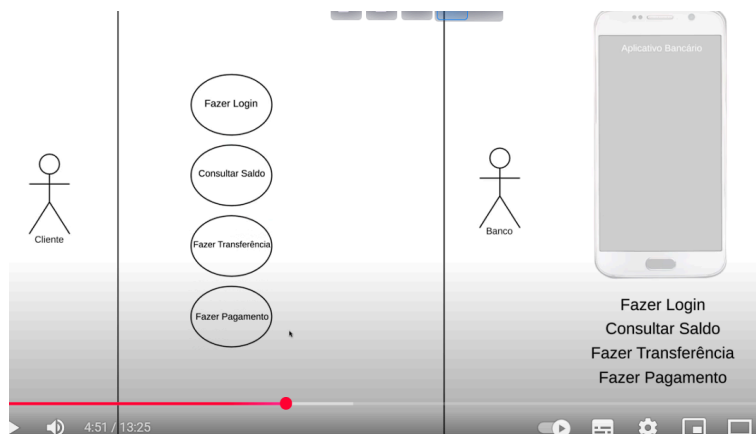 Aplicativo Bancário
Fazer Login
Consultar Saldo
Fazer Transferência
Fazer Pagamento
Cliente
Banco
Fazer Login
Consultar Saldo
Fazer Transferência
Fazer Pagamento
4:51 / 13:25